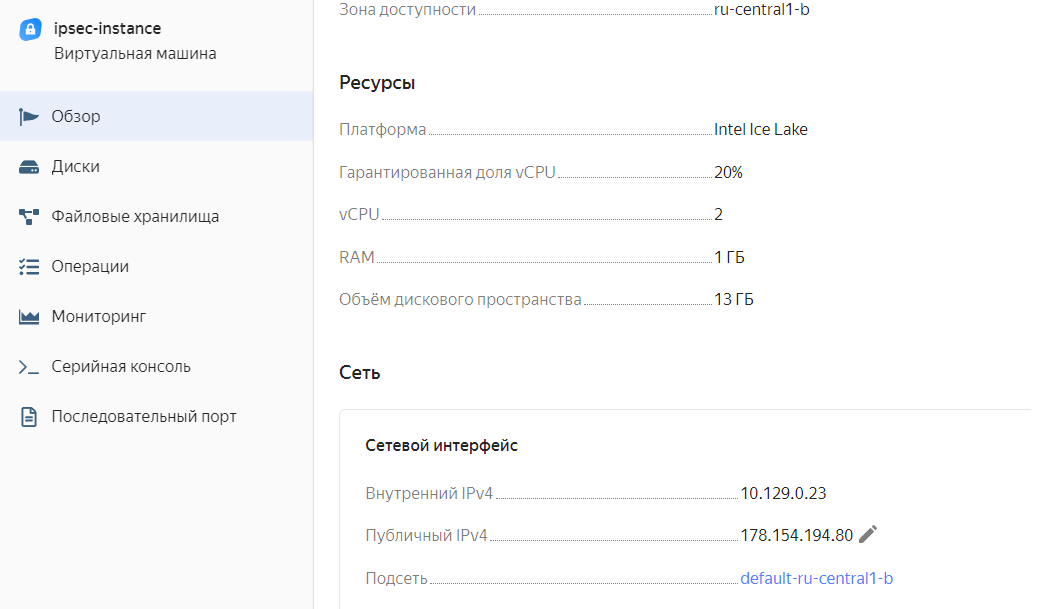 ipsec-instance
Виртуальная машина
Обзор
Диски
Файловые хранилища
Операции
Мониторинг
Серийная консоль
Последовательный порт
Зона доступности ru-central1-b
Ресурсы
Платформа Intel Ice Lake
Гарантированная доля vCPU 20%
vCPU 2
RAM 1 ГБ
Объём дискового пространства 13 ГБ
Сеть
Сетевой интерфейс
Внутренний IPv4 10.129.0.23
Публичный IPv4 178.154.194.80
Подсеть default-ru-central1-b